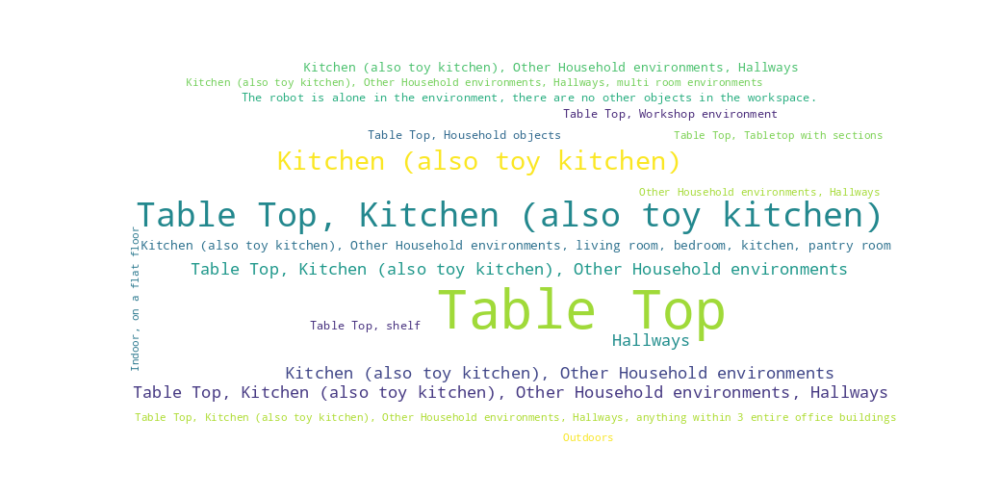 Kitchen (also toy kitchen), Other Household environments, Hallways
Kitchen (also toy kitchen), Other Household environments, Hallways, multi room environments
The robot is alone in the environment, there are no other objects in the workspace.
Table Top, Workshop environment
Table Top, Household objects
Table Top, Tabletop with sections
Kitchen (also toy kitchen)
Other Household environments, Hallways
Table Top, Kitchen (also toy kitchen)
Kitchen (also toy kitchen), Other Household environments, living room, bedroom, kitchen, pantry room
Table Top, Kitchen (also toy kitchen), Other Household environments
Indoor, on a flat floor
Table Top
Table Top, shelf
Hallways
Kitchen (also toy kitchen), Other Household environments
Table Top, Kitchen (also toy kitchen), Other Household environments, Hallways
Table Top, Kitchen (also toy kitchen), Other Household environments, Hallways, anything within 3 entire office buildings
Outdoors